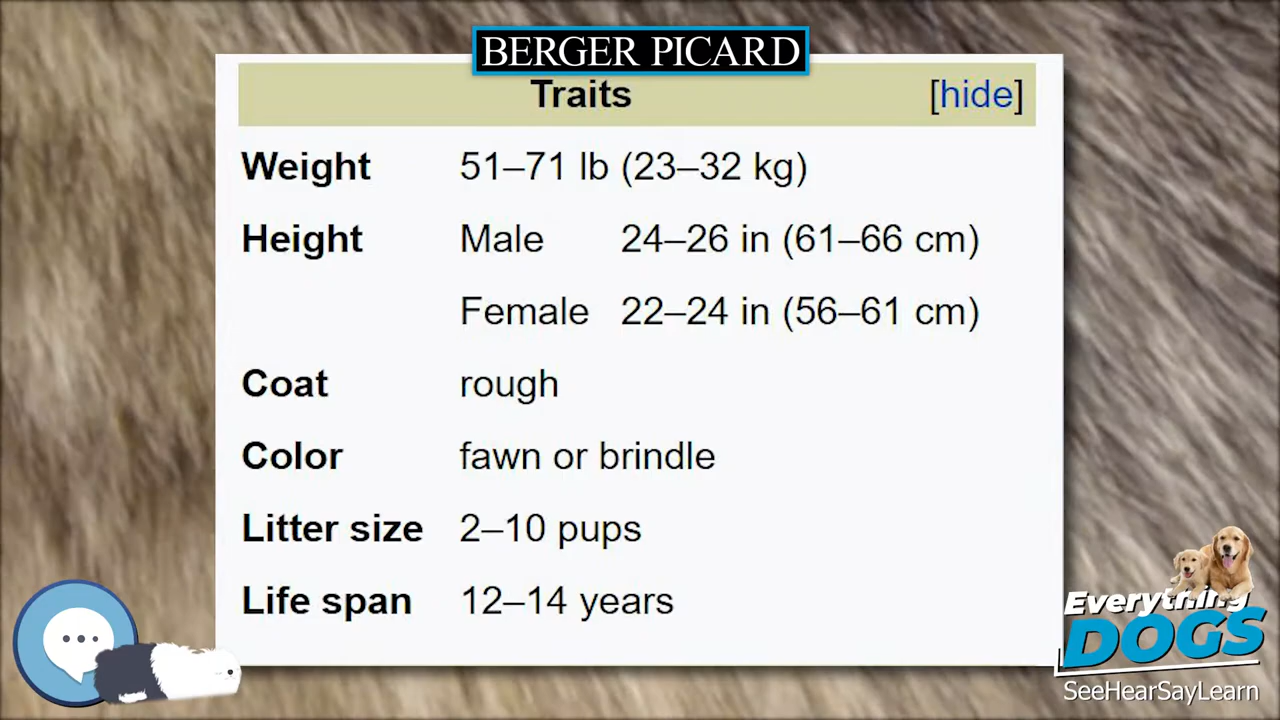 BERGER PICARD
Traits [hide]
Weight 51–71 lb (23–32 kg)
Height Male 24–26 in (61–66 cm)
Female 22–24 in (56–61 cm)
Coat rough
Color fawn or brindle
Litter size 2–10 pups
Life span 12–14 years
Everything
DOGS
SeeHearSayLearn